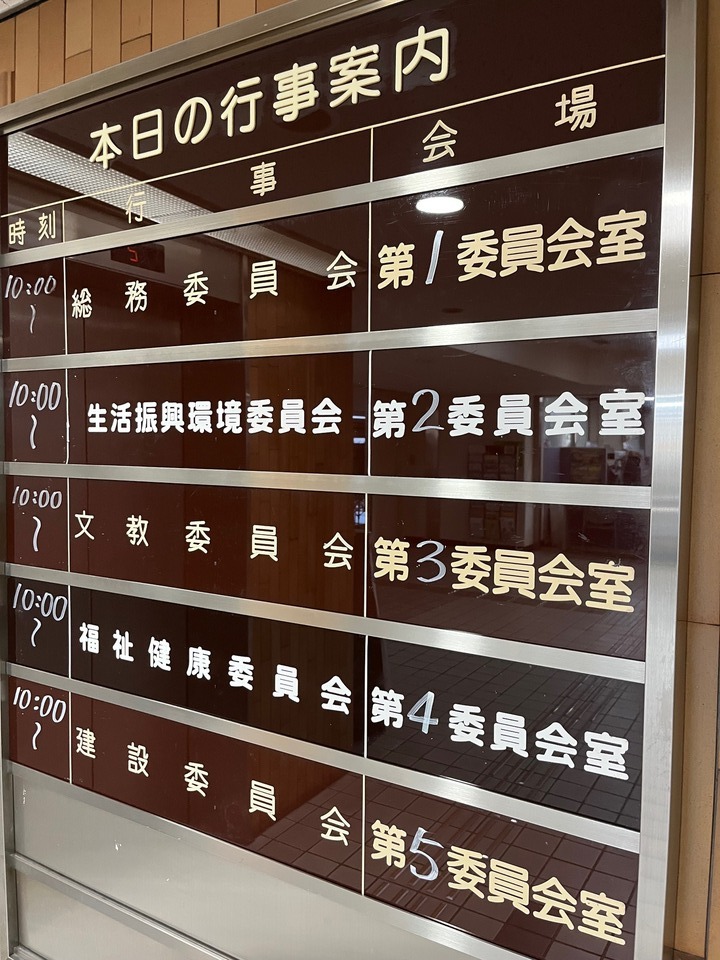 本日の行事案内
時刻 行事 会場
10:00〜 総務委員会 第1委員会室
10:00〜 生活振興環境委員会 第2委員会室
10:00〜 文教委員会 第3委員会室
10:00〜 福祉健康委員会 第4委員会室
10:00〜 建設委員会 第5委員会室